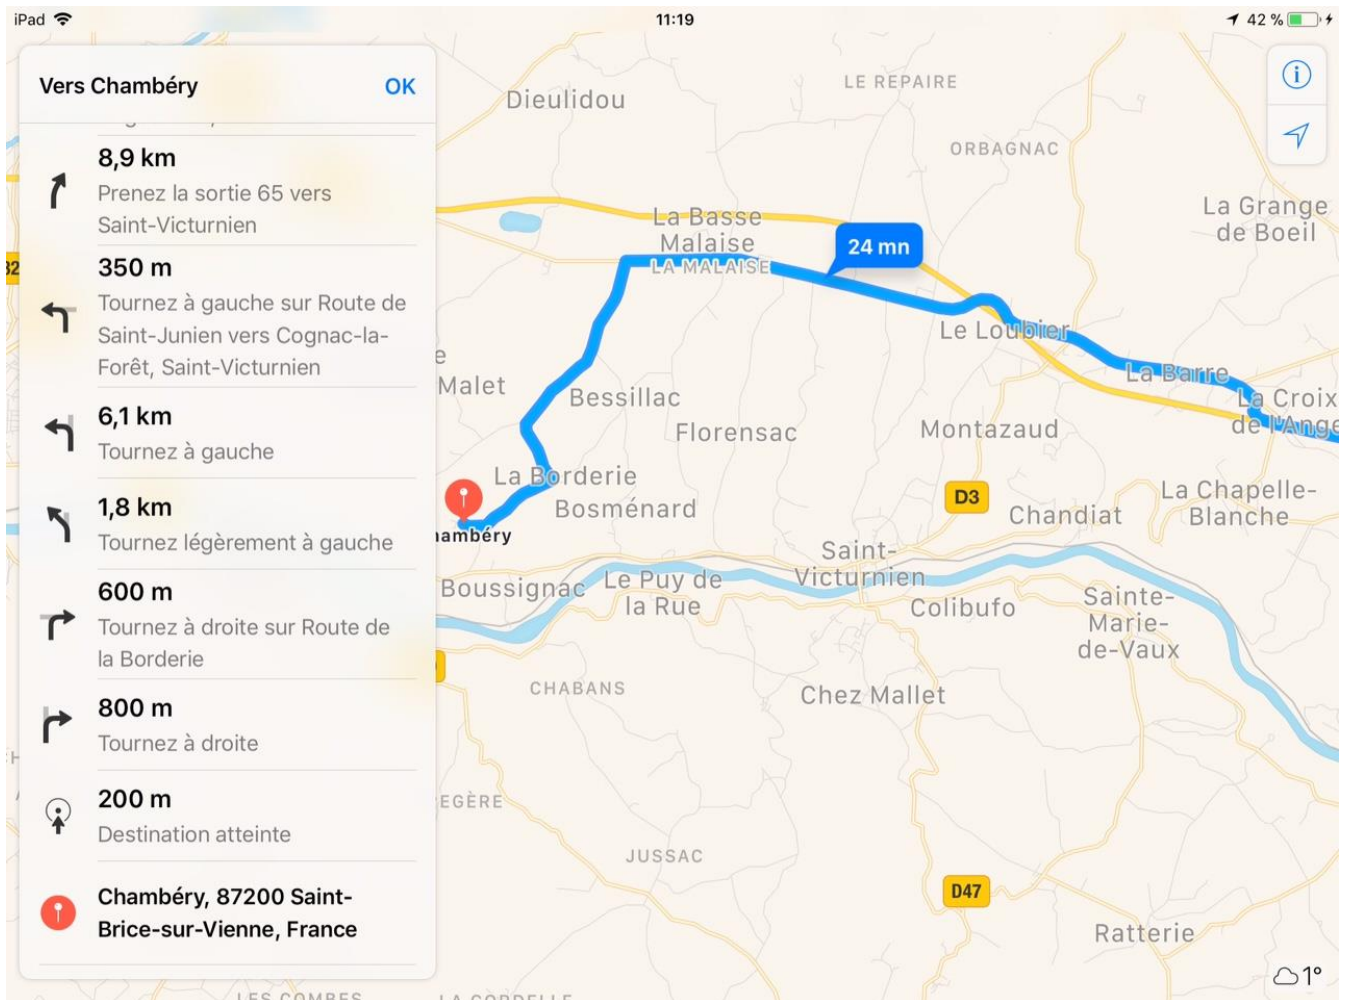 iPad
11:19
42 %
Vers Chambéry
OK
8,9 km
Prenez la sortie 65 vers
Saint-Victurnien
350 m
Tournez à gauche sur Route de
Saint-Junien vers Cognac-la-
Forêt, Saint-Victurnien
6,1 km
Tournez à gauche
1,8 km
Tournez légèrement à gauche
600 m
Tournez à droite sur Route de
la Borderie
800 m
Tournez à droite
200 m
Destination atteinte
Chambéry, 87200 Saint-
Brice-sur-Vienne, France
Dieulidou
LE REPAIRE
ORBAGNAC
La Grange
de Boeil
La Basse
Malaise
LA MALAISE
24 mn
Le Loubier
La Barre
La Croix
de l'Ange
Malet
Bessillac
Florensac
Montazaud
La Borderie
Bosménard
D3
Chandiat
La Chapelle-
Blanche
ambéry
Boussignac
Le Puy de
la Rue
Saint-
Victurnien
Colibufo
Sainte-
Marie-
de-Vaux
CHABANS
Chez Mallet
EGÈRE
JUSSAC
D47
Ratterie
LES COMBES
LA CORDELLE
1°